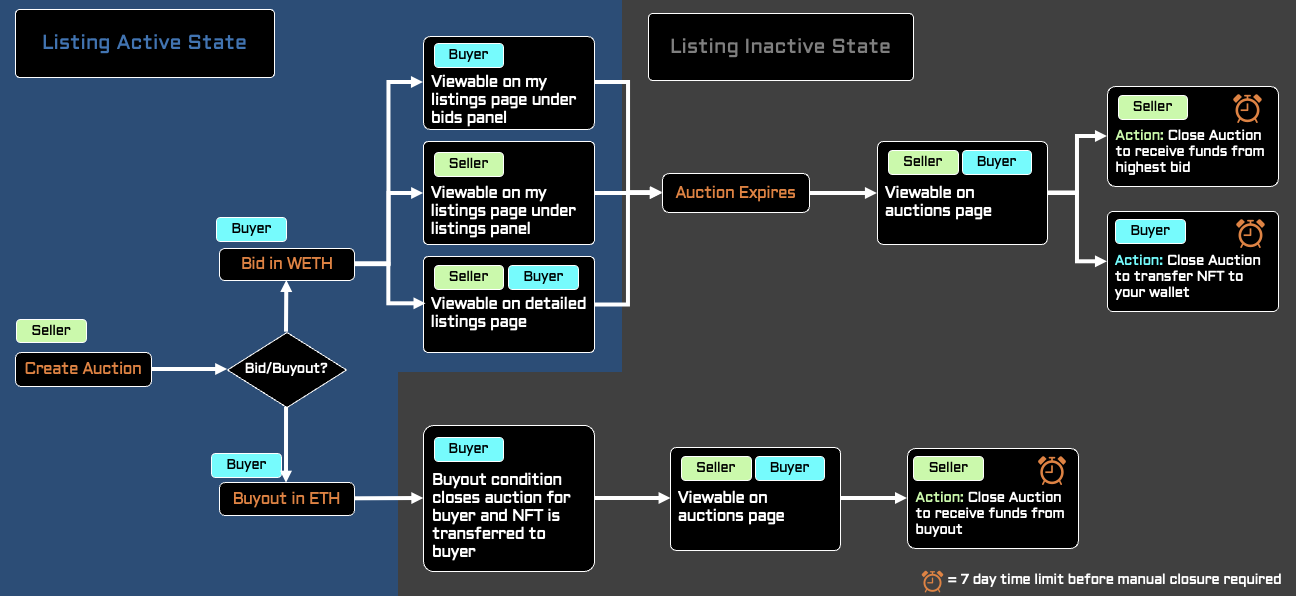 Listing Active State
Listing Inactive State
Buyer
Viewable on my
listings page under
bids panel
Seller
Viewable on my
listings page under
listings panel
Seller
Buyer
Viewable on detailed
listings page
Buyer
Bid in WETH
Seller
Create Auction
Bid/Buyout?
Buyer
Buyout in ETH
Auction Expires
Seller
Buyer
Viewable on
auctions page
Seller
Action: Close Auction
to receive funds from
highest bid
Buyer
Action: Close Auction
to transfer NFT to
your wallet
Buyer
Buyout condition
closes auction for
buyer and NFT is
transferred to
buyer
Seller
Buyer
Viewable on
auctions page
Seller
Action: Close Auction
to receive funds from
buyout
= 7 day time limit before manual closure required